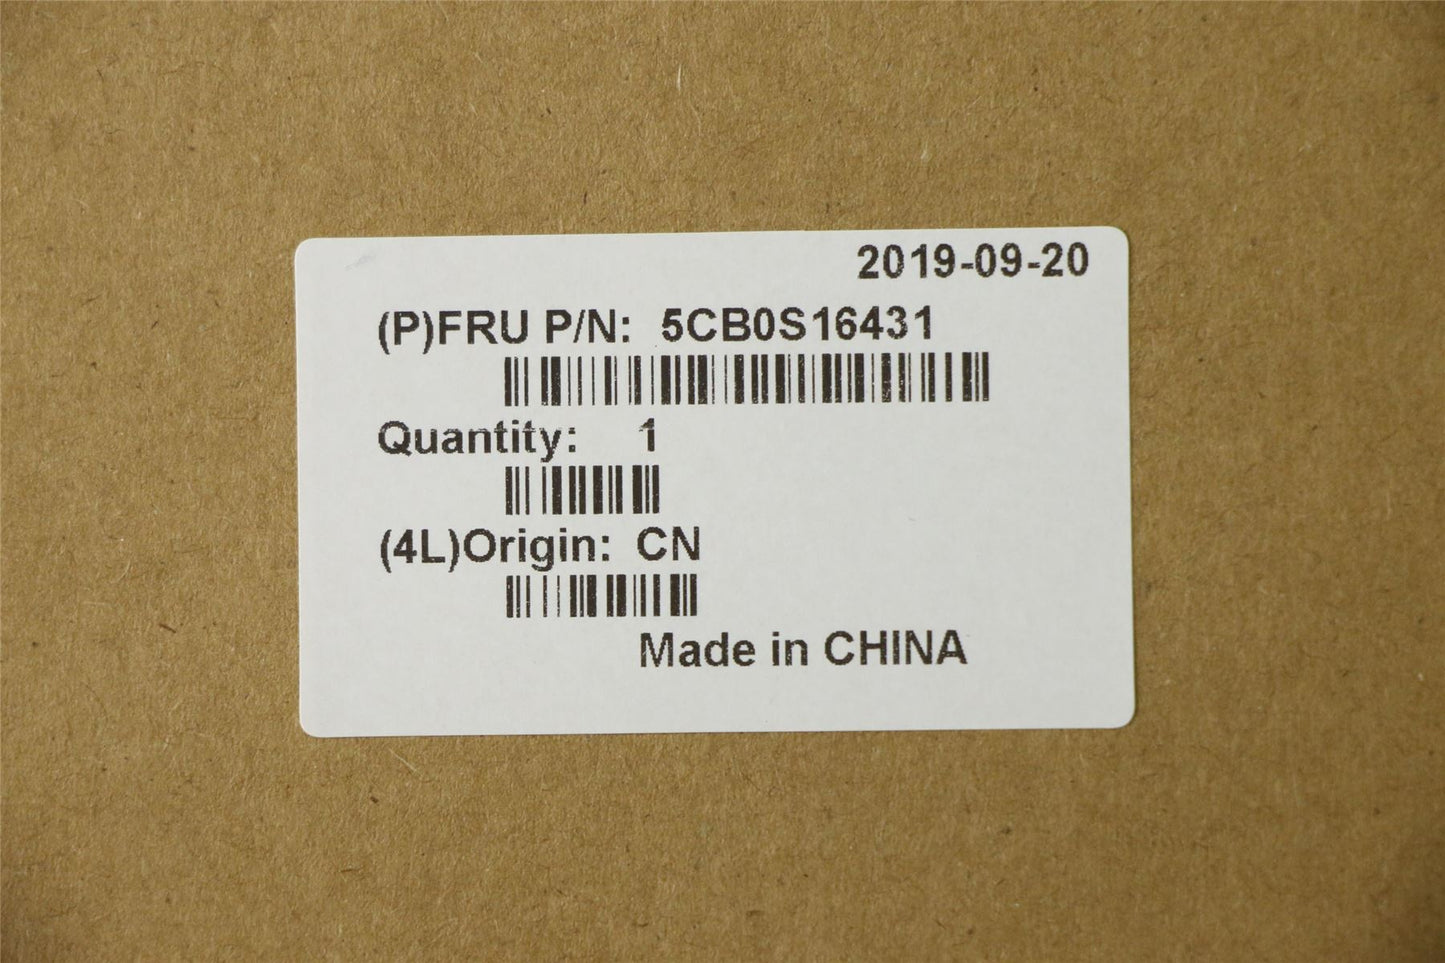 2019-09-20
(P)FRU P/N: 5CB0S16431
Quantity: 1
(4L)Origin: CN
Made in CHINA